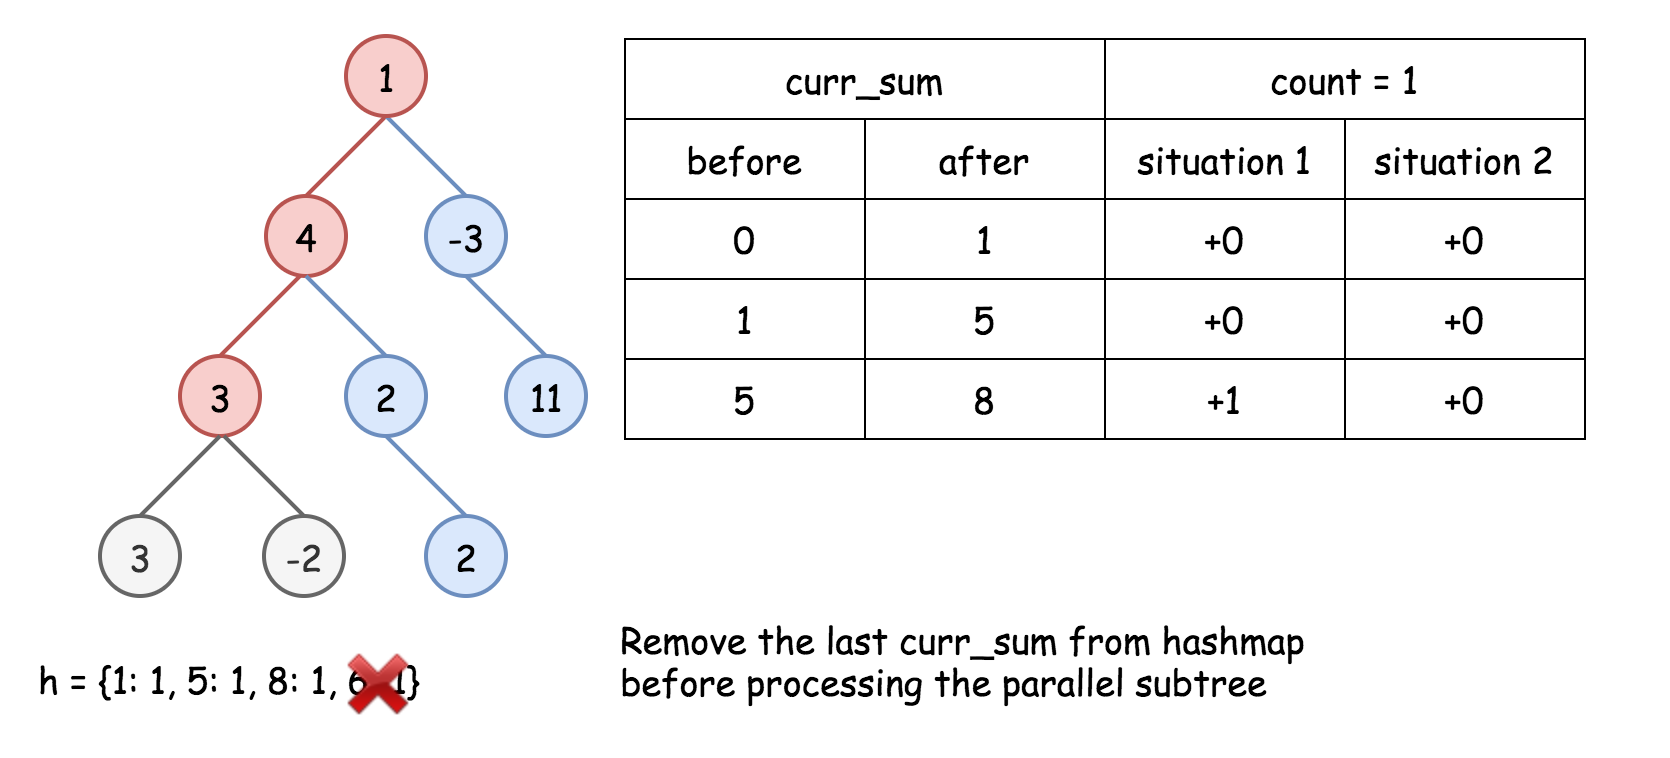 1
4
-3
3
2
11
3
-2
2
curr_sum count = 1
before after situation 1 situation 2
0 1 +0 +0
1 5 +0 +0
5 8 +1 +0
h = {1: 1, 5: 1, 8: 1, 6: 1}
Remove the last curr_sum from hashmap
before processing the parallel subtree